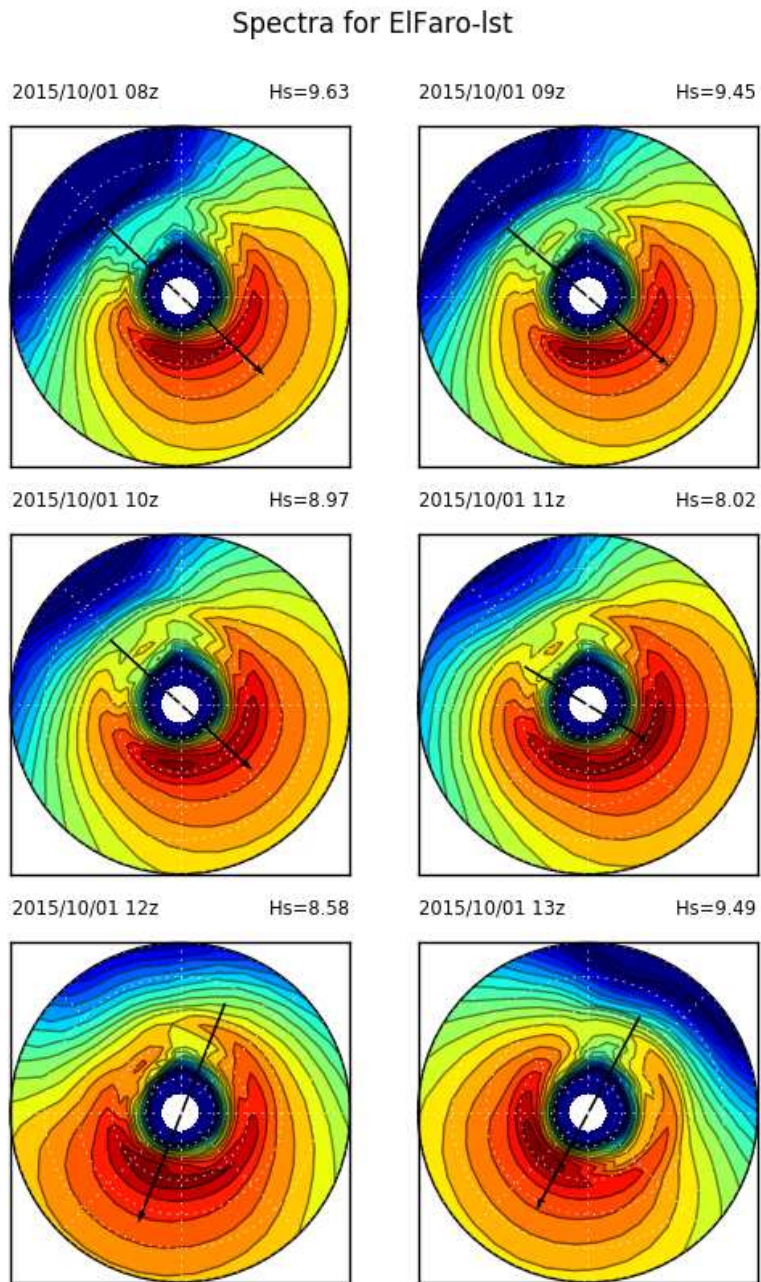 Spectra for ElFaro-lst
2015/10/01 08z Hs=9.63
2015/10/01 09z Hs=9.45
2015/10/01 10z Hs=8.97
2015/10/01 11z Hs=8.02
2015/10/01 12z Hs=8.58
2015/10/01 13z Hs=9.49